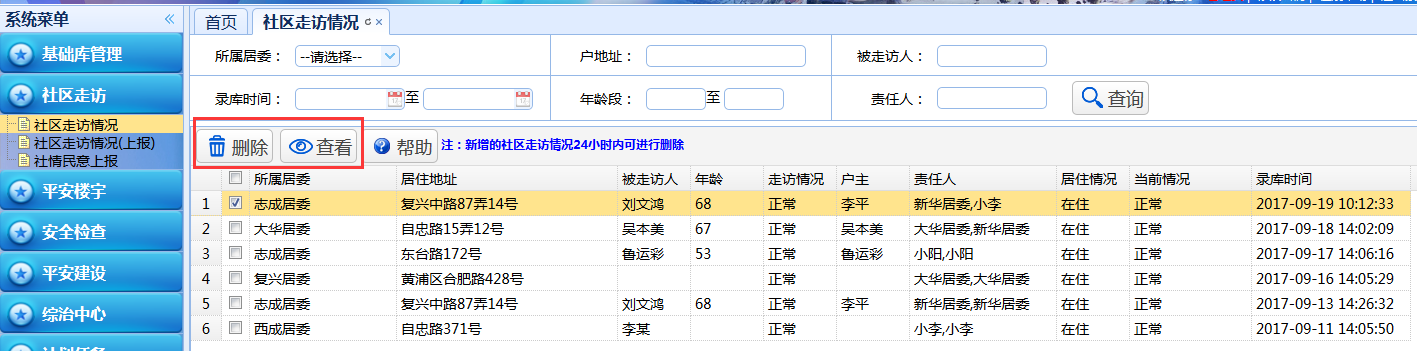 系统菜单
基础库管理
社区走访
社区走访情况
社区走访情况(上报)
社情民意上报
平安楼宇
安全检查
平安建设
综治中心
首页 社区走访情况
所属居委： --请选择-- 户地址： 被走访人：
录库时间： 至 年龄段： 至 责任人： 查询
删除 查看 帮助 注：新增的社区走访情况24小时内可进行删除
所属居委 居住地址 被走访人 年龄 走访情况 户主 责任人 居住情况 当前情况 录库时间
1 志成居委 复兴中路87弄14号 刘文鸿 68 正常 李平 新华居委,小李 在住 正常 2017-09-19 10:12:33
2 大华居委 自忠路15弄12号 吴本美 67 正常 吴本美 大华居委,新华居委 在住 正常 2017-09-18 14:02:09
3 志成居委 东台路172号 鲁运彩 53 正常 鲁运彩 小阳,小阳 在住 正常 2017-09-17 14:06:16
4 复兴居委 黄浦区合肥路428号 正常 大华居委,大华居委 在住 正常 2017-09-16 14:05:29
5 志成居委 复兴中路87弄14号 刘文鸿 68 正常 李平 新华居委,新华居委 在住 正常 2017-09-13 14:26:32
6 西成居委 自忠路371号 李某 正常 小李,小李 在住 正常 2017-09-11 14:05:50